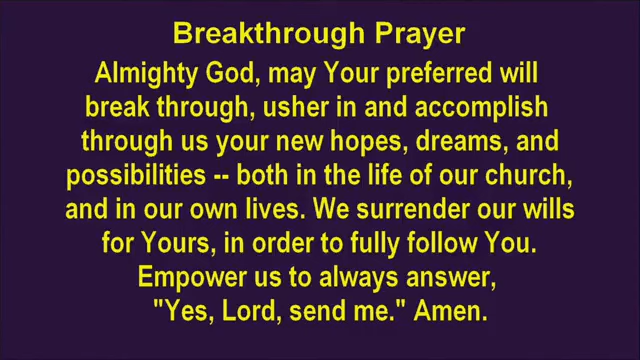 Breakthrough Prayer
Almighty God, may Your preferred will
break through, usher in and accomplish
through us your new hopes, dreams, and
possibilities -- both in the life of our church,
and in our own lives. We surrender our wills
for Yours, in order to fully follow You.
Empower us to always answer,
"Yes, Lord, send me." Amen.